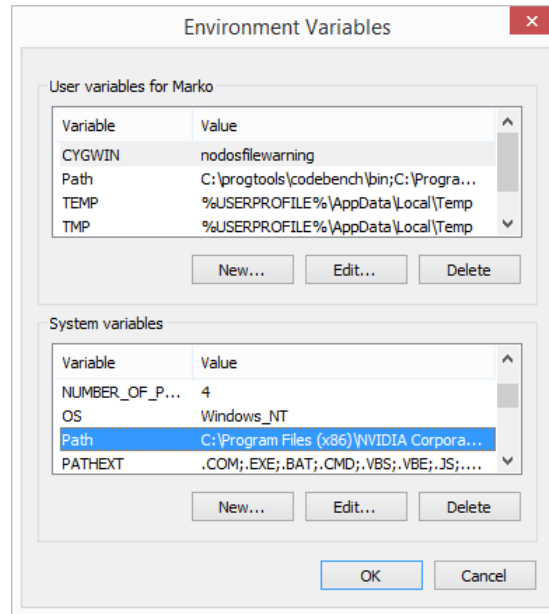 Environment Variables
User variables for Marko
Variable Value
CYGWIN nodosfilewarning
Path C:\progtools\codebench\bin;C:\Progra...
TEMP %USERPROFILE%\AppData\Local\Temp
TMP %USERPROFILE%\AppData\Local\Temp
New... Edit... Delete
System variables
Variable Value
NUMBER_OF_P... 4
OS Windows_NT
Path C:\Program Files (x86)\NVIDIA Corpora...
PATHEXT .COM;.EXE;.BAT;.CMD;.VBS;.VBE;.JS;....
New... Edit... Delete
OK Cancel